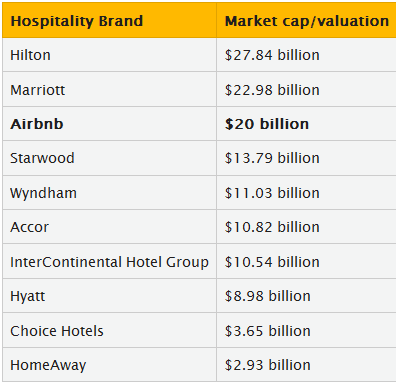 Hospitality Brand Market cap/valuation
Hilton $27.84 billion
Marriott $22.98 billion
Airbnb $20 billion
Starwood $13.79 billion
Wyndham $11.03 billion
Accor $10.82 billion
InterContinental Hotel Group $10.54 billion
Hyatt $8.98 billion
Choice Hotels $3.65 billion
HomeAway $2.93 billion